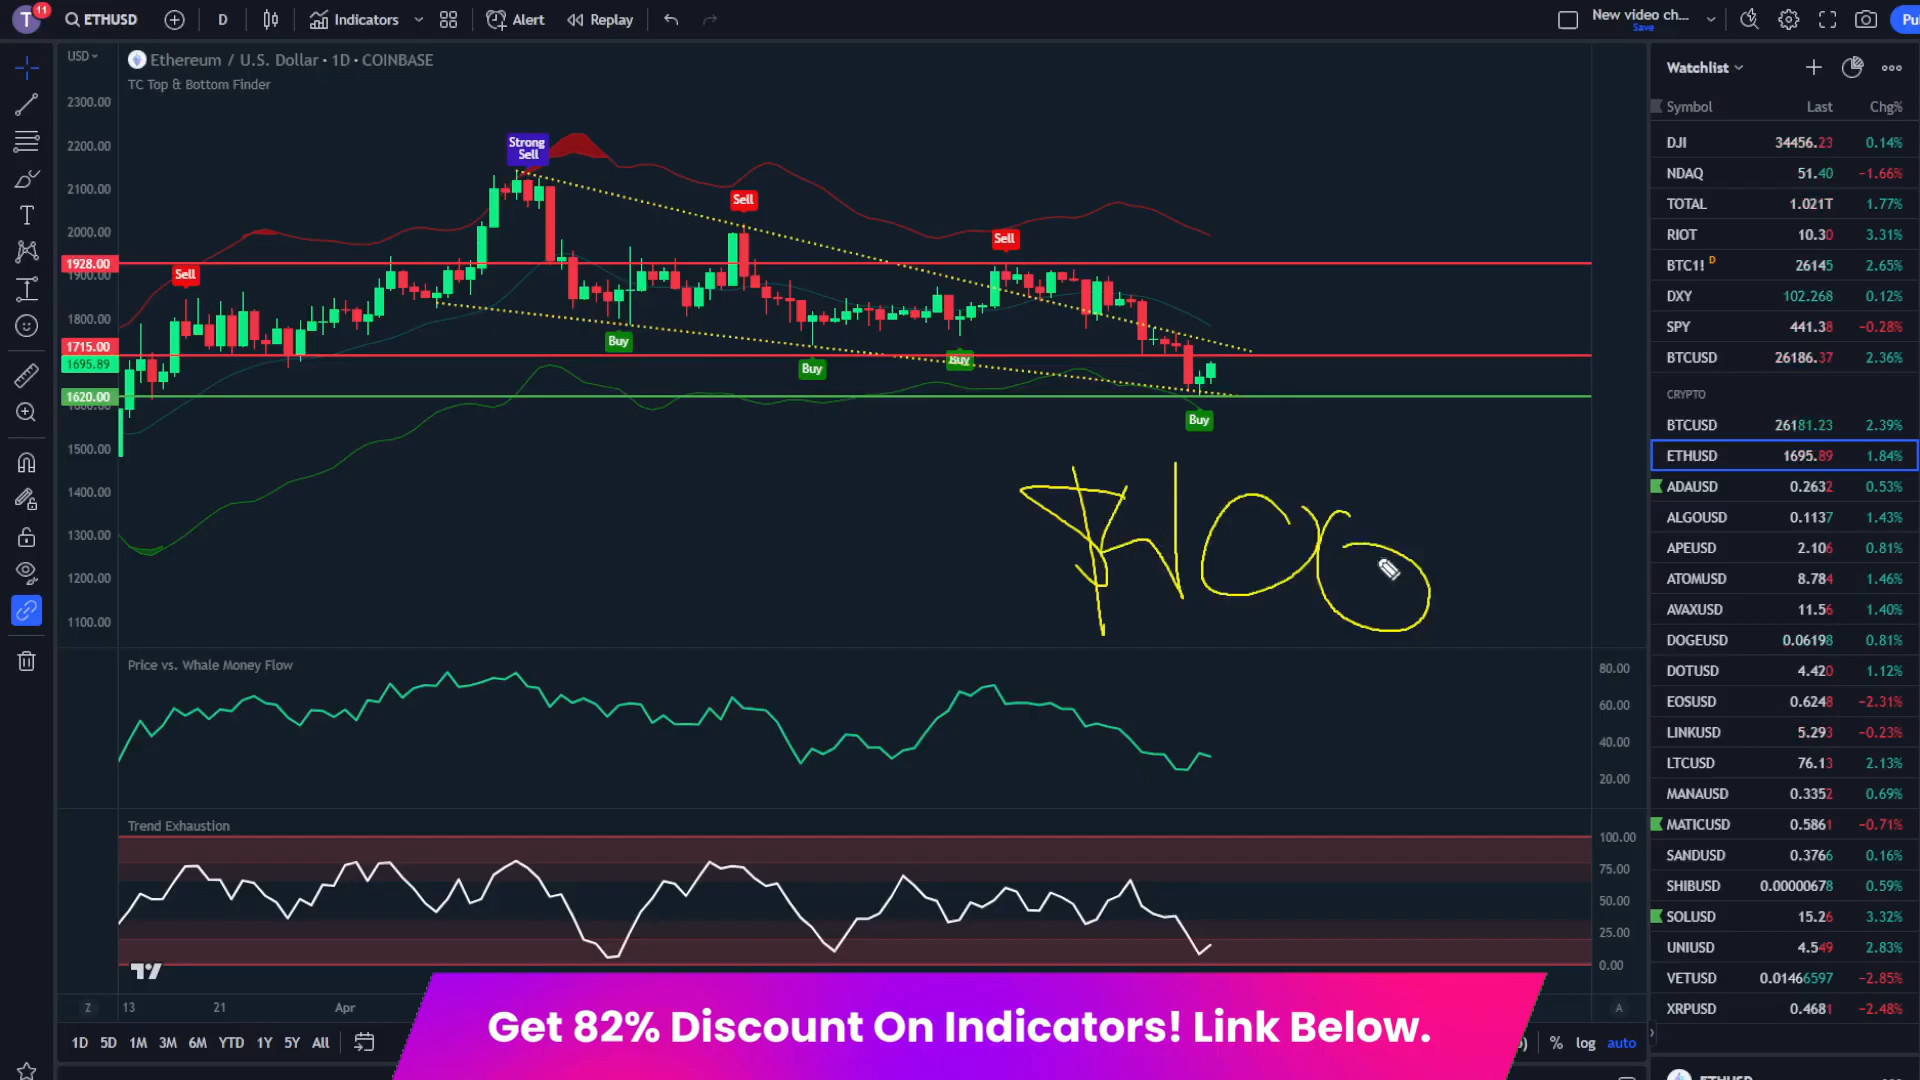 T 11 ETHUSD D Indicators Alert Replay New video ch... Save Pu
USD
Ethereum / U.S. Dollar · 1D · COINBASE
TC Top & Bottom Finder
2300.00
2200.00
2100.00
2000.00
1928.00
1900.00
1800.00
1715.00
1695.89
1620.00
1500.00
1400.00
1300.00
1200.00
1100.00
Sell
Strong
Sell
Sell
Sell
Buy
Buy
Buy
Buy
Price vs. Whale Money Flow
80.00
60.00
40.00
20.00
Trend Exhaustion
100.00
75.00
50.00
25.00
0.00
Z 13 21 Apr A
1D 5D 1M 3M 6M YTD 1Y 5Y All % log auto
Get 82% Discount On Indicators! Link Below.
Watchlist
Symbol Last Chg%
DJI 34456.23 0.14%
NDAQ 51.40 −1.66%
TOTAL 1.021T 1.77%
RIOT 10.30 3.31%
BTC1! D 26145 2.65%
DXY 102.268 0.12%
SPY 441.38 −0.28%
BTCUSD 26186.37 2.36%
CRYPTO
BTCUSD 26181.23 2.39%
ETHUSD 1695.89 1.84%
ADAUSD 0.2632 0.53%
ALGOUSD 0.1137 1.43%
APEUSD 2.106 0.81%
ATOMUSD 8.784 1.46%
AVAXUSD 11.56 1.40%
DOGEUSD 0.06198 0.81%
DOTUSD 4.420 1.12%
EOSUSD 0.6248 −2.31%
LINKUSD 5.293 −0.23%
LTCUSD 76.13 2.13%
MANAUSD 0.3352 0.69%
MATICUSD 0.5861 −0.71%
SANDUSD 0.3766 0.16%
SHIBUSD 0.00000678 0.59%
SOLUSD 15.26 3.32%
UNIUSD 4.549 2.83%
VETUSD 0.01466597 −2.85%
XRPUSD 0.4681 −2.48%
ETHUSD